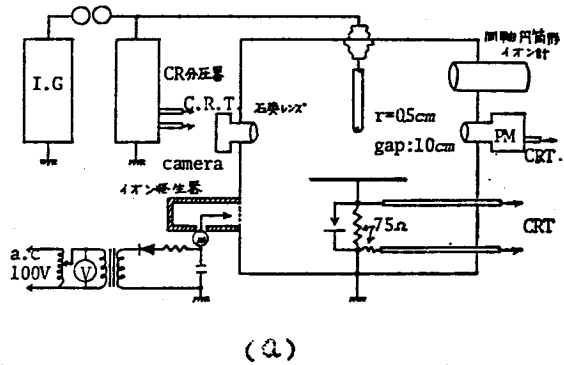 I.G
CR分圧器
C.R.T.
石英レンズ
camera
イオン発生器
同軸円筒形
イオン計
r=0.5cm
gap:10cm
PM
CRT.
75Ω
CRT
a.c
100V
V
(a)